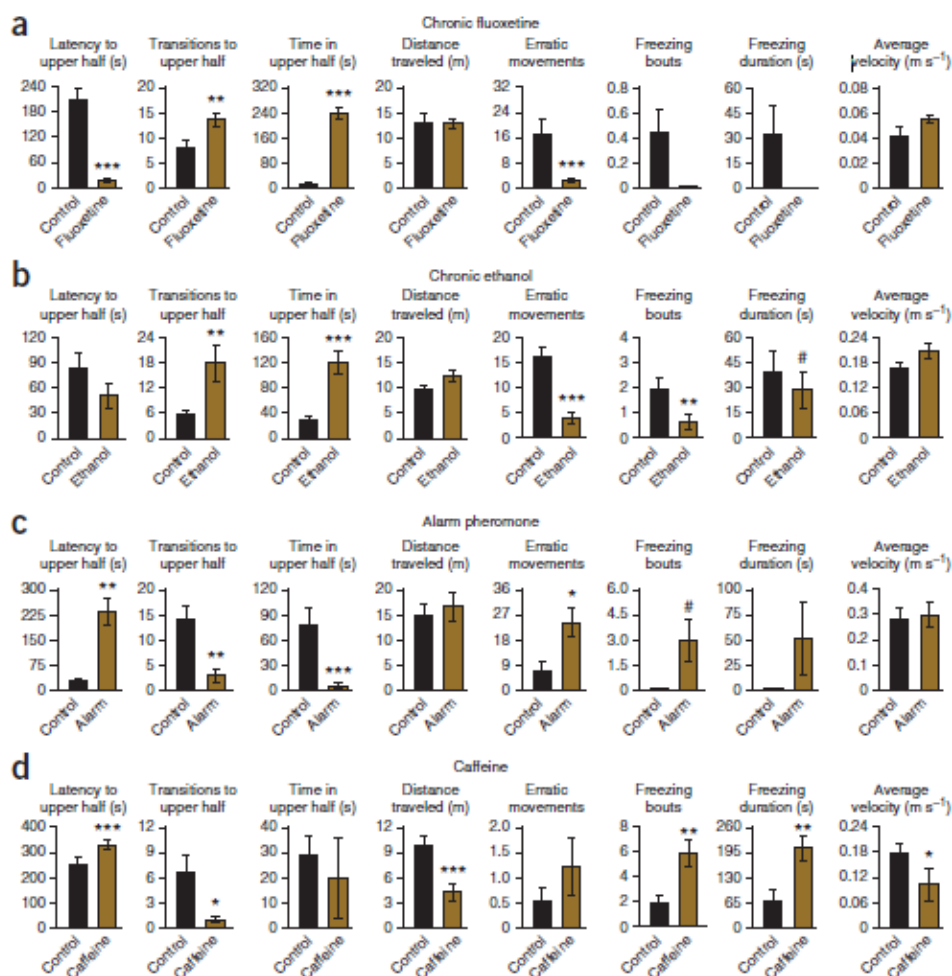 a
Chronic fluoxetine
Latency to upper half (s)
Transitions to upper half
Time in upper half (s)
Distance traveled (m)
Erratic movements
Freezing bouts
Freezing duration (s)
Average velocity (m s⁻¹)
240 180 120 60 0
20 15 10 5 0
320 240 160 80 0
20 15 10 5 0
32 24 16 8 0
0.8 0.6 0.4 0.2 0
60 45 30 15 0
0.08 0.06 0.04 0.02 0
*** ** *** ***
Control Fluoxetine Control Fluoxetine Control Fluoxetine Control Fluoxetine Control Fluoxetine Control Fluoxetine Control Fluoxetine Control Fluoxetine
b
Chronic ethanol
Latency to upper half (s)
Transitions to upper half
Time in upper half (s)
Distance traveled (m)
Erratic movements
Freezing bouts
Freezing duration (s)
Average velocity (m s⁻¹)
120 90 60 30 0
24 18 12 6 0
160 120 80 40 0
20 15 10 5 0
20 15 10 5 0
4 3 2 1 0
60 45 30 15 0
0.24 0.18 0.12 0.06 0
** *** *** ** #
Control Ethanol Control Ethanol Control Ethanol Control Ethanol Control Ethanol Control Ethanol Control Ethanol Control Ethanol
c
Alarm pheromone
Latency to upper half (s)
Transitions to upper half
Time in upper half (s)
Distance traveled (m)
Erratic movements
Freezing bouts
Freezing duration (s)
Average velocity (m s⁻¹)
300 225 150 75 0
20 15 10 5 0
120 90 60 30 0
20 15 10 5 0
36 27 18 9 0
6.0 4.5 3.0 1.5 0
100 75 50 25 0
0.4 0.3 0.2 0.1 0
** ** *** * #
Control Alarm Control Alarm Control Alarm Control Alarm Control Alarm Control Alarm Control Alarm Control Alarm
d
Caffeine
Latency to upper half (s)
Transitions to upper half
Time in upper half (s)
Distance traveled (m)
Erratic movements
Freezing bouts
Freezing duration (s)
Average velocity (m s⁻¹)
400 300 200 100 0
12 9 6 3 0
40 30 20 10 0
12 9 6 3 0
2.0 1.5 1.0 0.5 0
8 6 4 2 0
260 195 130 65 0
0.24 0.18 0.12 0.06 0
*** * *** ** ** *
Control Caffeine Control Caffeine Control Caffeine Control Caffeine Control Caffeine Control Caffeine Control Caffeine Control Caffeine